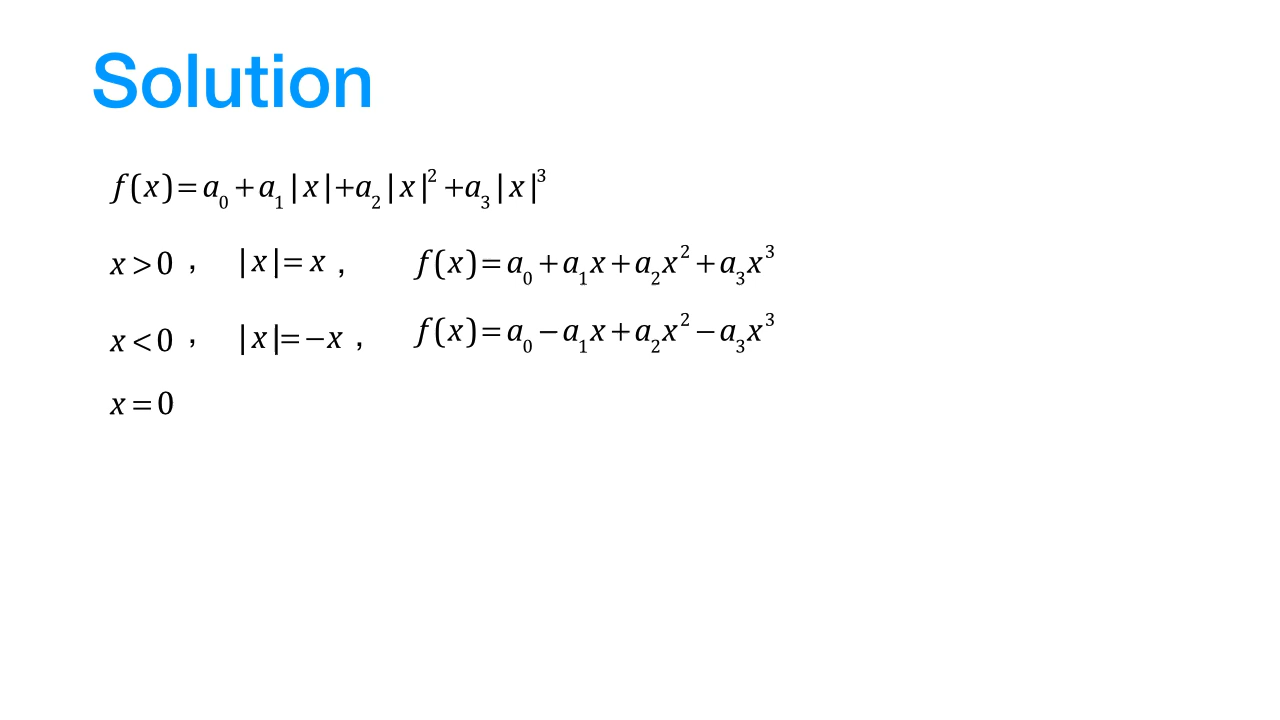 Solution
f(x)=a₀+a₁|x|+a₂|x|²+a₃|x|³
x>0 , |x|=x , f(x)=a₀+a₁x+a₂x²+a₃x³
x<0 , |x|=−x , f(x)=a₀−a₁x+a₂x²−a₃x³
x=0